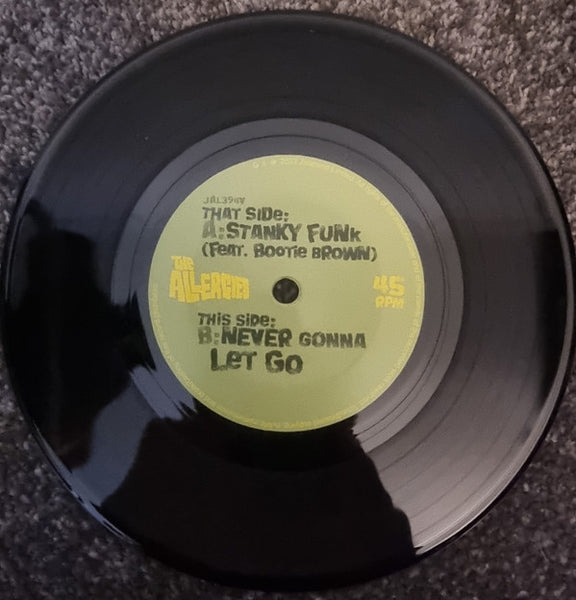 JAL394V
THAT SIDE:
A:STANKY FUNK
(FEAT. BOOTIE BROWN)
THE
ALLERGIES
45
RPM
THIS SIDE:
B:NEVER GONNA
LET GO